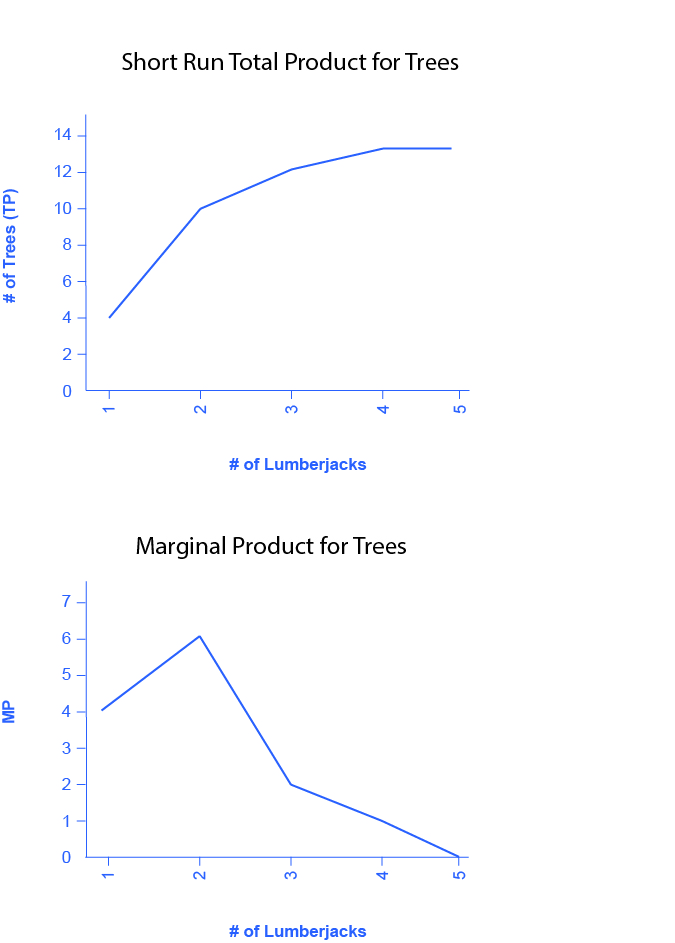 Short Run Total Product for Trees
# of Trees (TP)
14
12
10
8
6
4
2
0
1 2 3 4 5
# of Lumberjacks
Marginal Product for Trees
MP
7
6
5
4
3
2
1
0
1 2 3 4 5
# of Lumberjacks